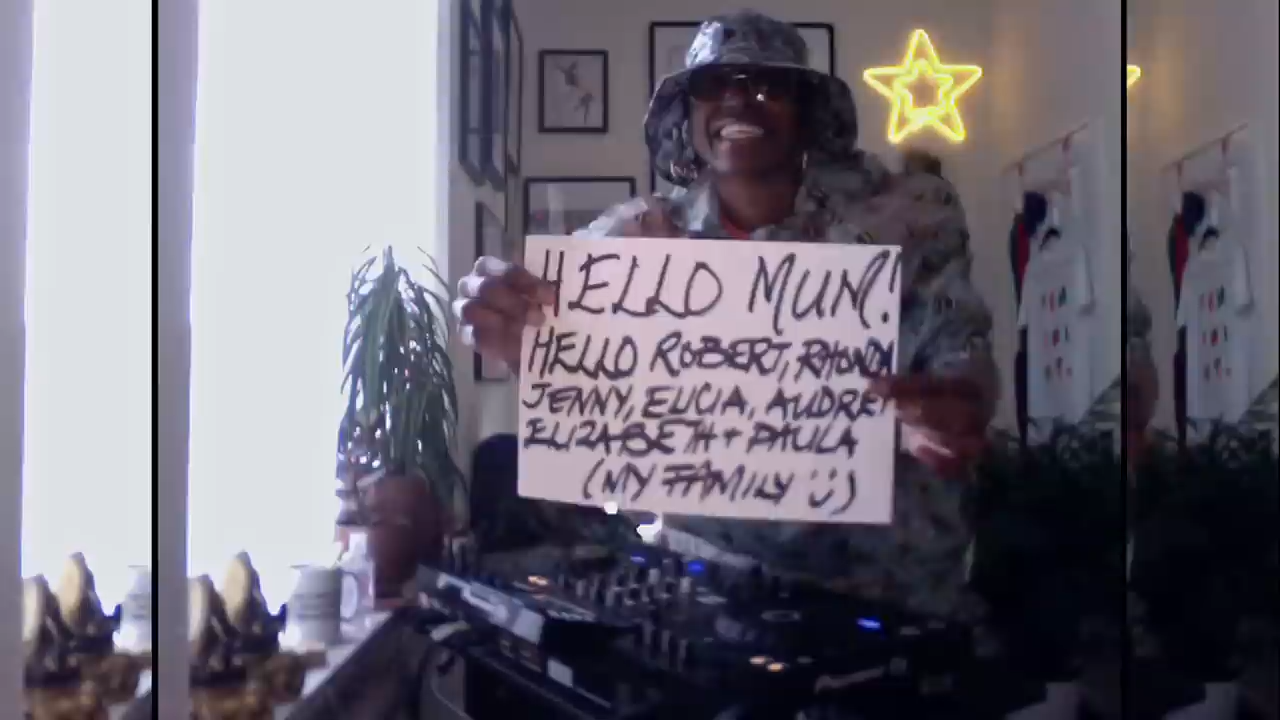 HELLO MUM!
HELLO ROBERT, RHONDA
JENNY, ELICIA, AUDREY
ELIZABETH + PAULA
(MY FAMILY :))